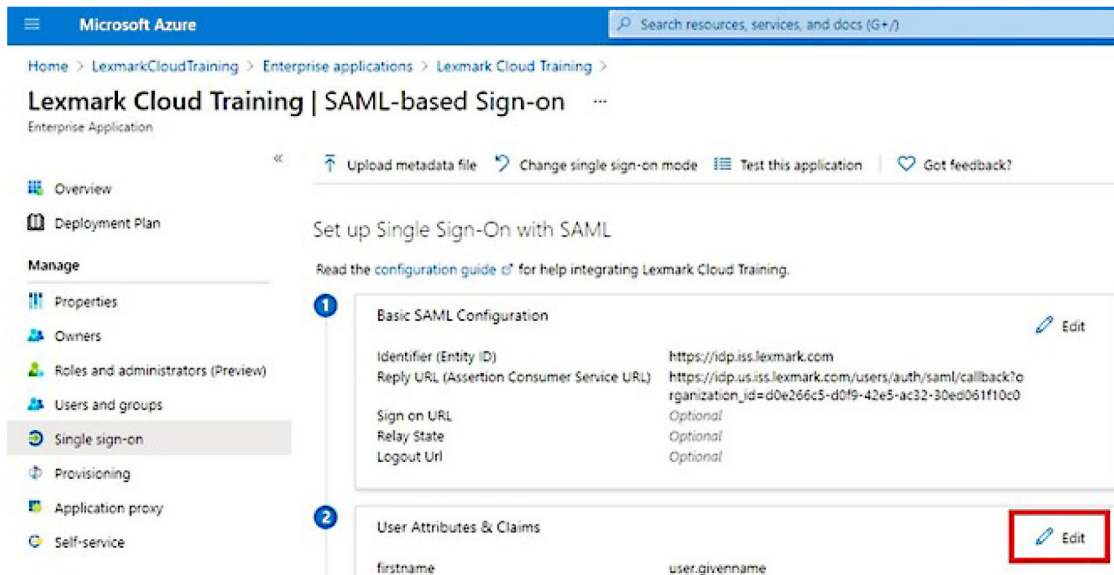 Microsoft Azure
Search resources, services, and docs (G+/)
Home > LexmarkCloudTraining > Enterprise applications > Lexmark Cloud Training >
Lexmark Cloud Training | SAML-based Sign-on ...
Enterprise Application
«
Upload metadata file
Change single sign-on mode
Test this application
Got feedback?
Overview
Deployment Plan
Manage
Properties
Owners
Roles and administrators (Preview)
Users and groups
Single sign-on
Provisioning
Application proxy
Self-service
Set up Single Sign-On with SAML
Read the configuration guide for help integrating Lexmark Cloud Training.
1
Basic SAML Configuration
Edit
Identifier (Entity ID) https://idp.iss.lexmark.com
Reply URL (Assertion Consumer Service URL) https://idp.us.iss.lexmark.com/users/auth/saml/callback?o
rganization_id=d0e266c5-d0f9-42e5-ac32-30ed061f10c0
Sign on URL Optional
Relay State Optional
Logout Url Optional
2
User Attributes & Claims
Edit
firstname user.givenname